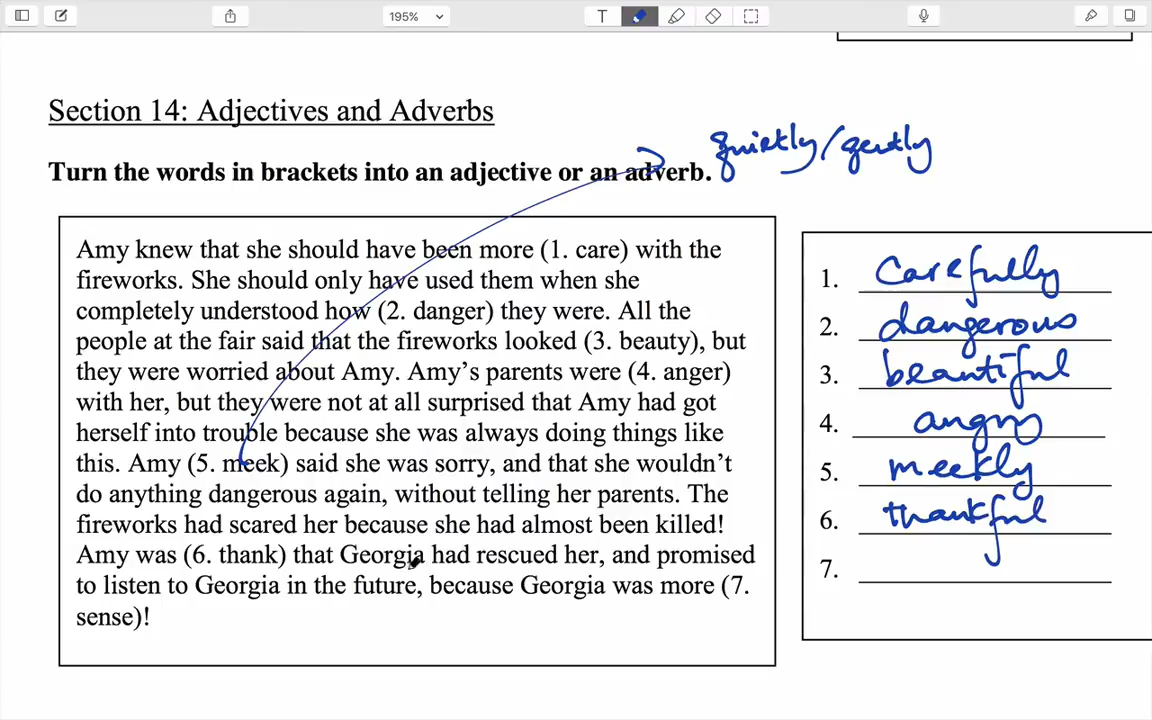 195%
T
Section 14: Adjectives and Adverbs
quietly/gently
Turn the words in brackets into an adjective or an adverb.
Amy knew that she should have been more (1. care) with the
fireworks. She should only have used them when she
completely understood how (2. danger) they were. All the
people at the fair said that the fireworks looked (3. beauty), but
they were worried about Amy. Amy's parents were (4. anger)
with her, but they were not at all surprised that Amy had got
herself into trouble because she was always doing things like
this. Amy (5. meek) said she was sorry, and that she wouldn't
do anything dangerous again, without telling her parents. The
fireworks had scared her because she had almost been killed!
Amy was (6. thank) that Georgia had rescued her, and promised
to listen to Georgia in the future, because Georgia was more (7.
sense)!
1. carefully
2. dangerous
3. beautiful
4. angry
5. meekly
6. thankful
7.